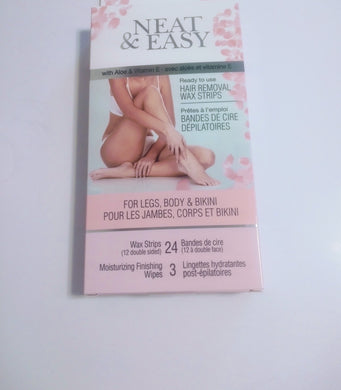 NEAT
& EASY
with Aloe & Vitamin E - avec aloès et vitamine E
Ready to use
HAIR REMOVAL
WAX STRIPS
Prêtes à l'emploi
BANDES DE CIRE
DÉPILATOIRES
FOR LEGS, BODY & BIKINI
POUR LES JAMBES, CORPS ET BIKINI
Wax Strips 24 Bandes de cire
(12 double sided) (12 à double face)
Moisturizing Finishing 3 Lingettes hydratantes
Wipes post-épilatoires